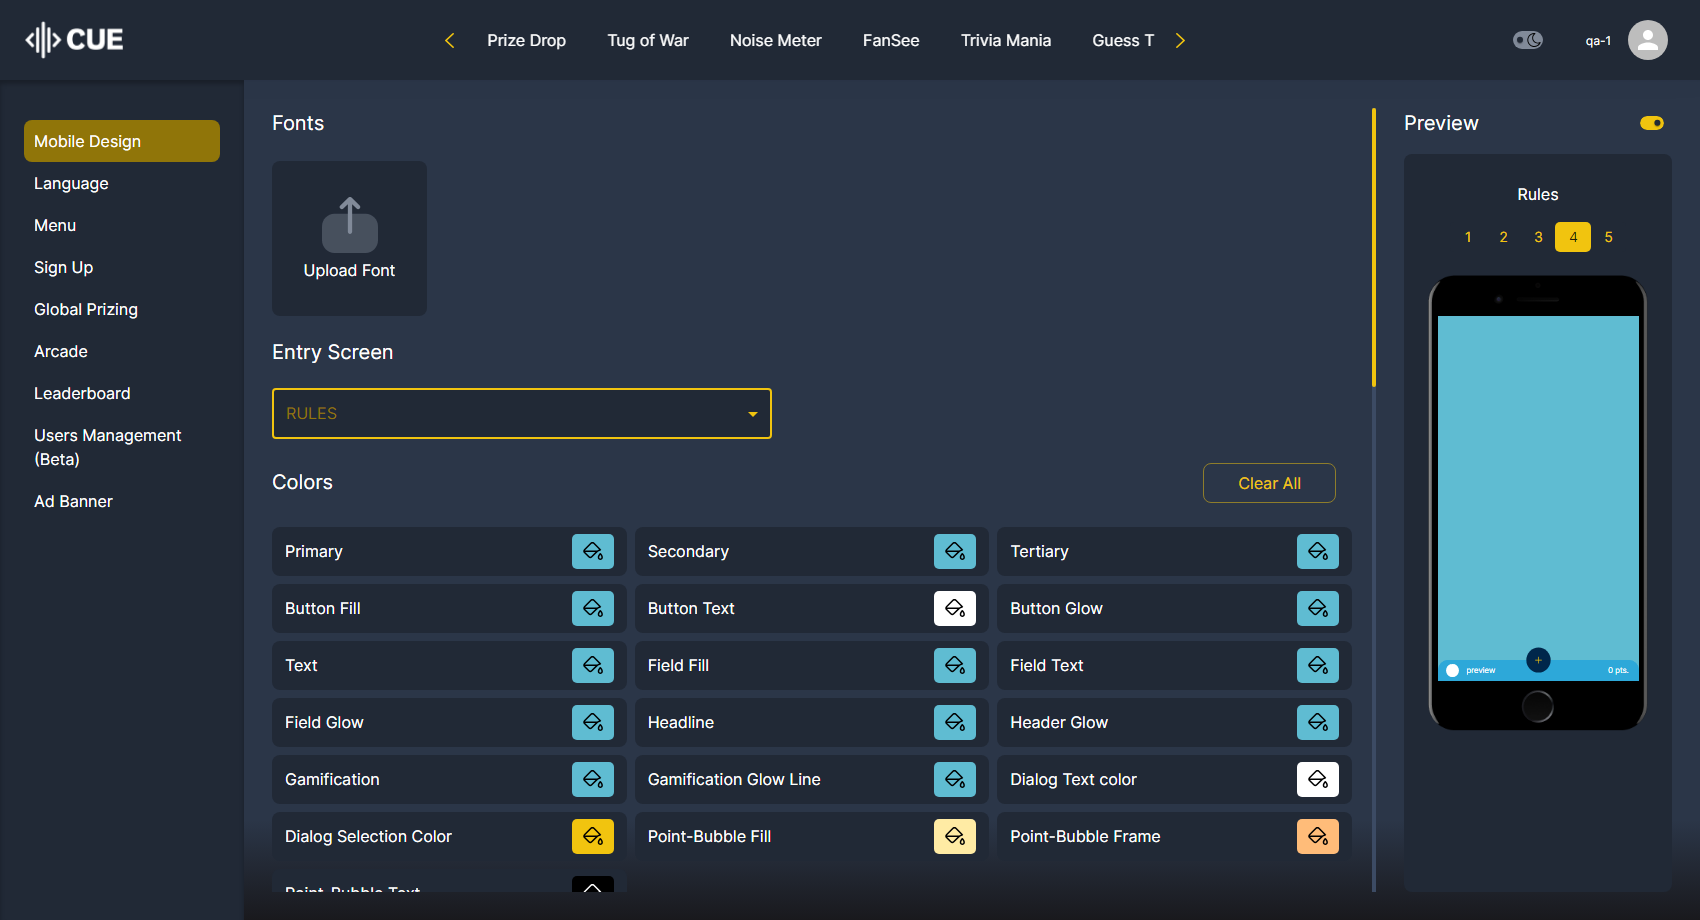 CUE
Prize Drop Tug of War Noise Meter FanSee Trivia Mania Guess T
qa-1
Mobile Design
Language
Menu
Sign Up
Global Prizing
Arcade
Leaderboard
Users Management
(Beta)
Ad Banner
Fonts
Upload Font
Entry Screen
RULES
Colors
Clear All
Primary Secondary Tertiary
Button Fill Button Text Button Glow
Text Field Fill Field Text
Field Glow Headline Header Glow
Gamification Gamification Glow Line Dialog Text color
Dialog Selection Color Point-Bubble Fill Point-Bubble Frame
Point-Bubble Text
Preview
Rules
1 2 3 4 5
preview + 0 pts.